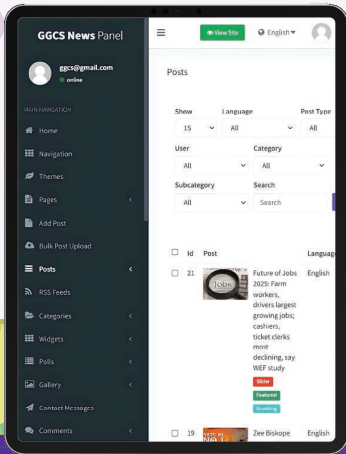 GGCS News Panel
View Site
English
ggcs@gmail.com
online
MAIN NAVIGATION
Home
Navigation
Themes
Pages
Add Post
Bulk Post Upload
Posts
RSS Feeds
Categories
Widgets
Polls
Gallery
Contact Messages
Comments
Posts
Show
Language
Post Type
15
All
All
User
Category
All
All
Subcategory
Search
All
Search
Id
Post
Language
21
Jobs
Future of Jobs
2025: Farm
workers,
drivers largest
growing jobs;
cashiers,
ticket clerks
most
declining, say
WEF study
English
Slider
Featured
Breaking
19
Zee Biskope
English